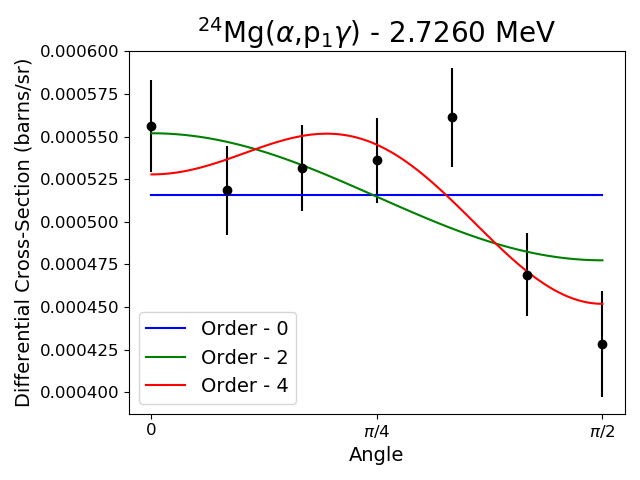 ²⁴Mg(α,p₁γ) - 2.7260 MeV
Differential Cross-Section (barns/sr)
0.000600
0.000575
0.000550
0.000525
0.000500
0.000475
0.000450
0.000425
0.000400
Order - 0
Order - 2
Order - 4
0 π/4 π/2
Angle